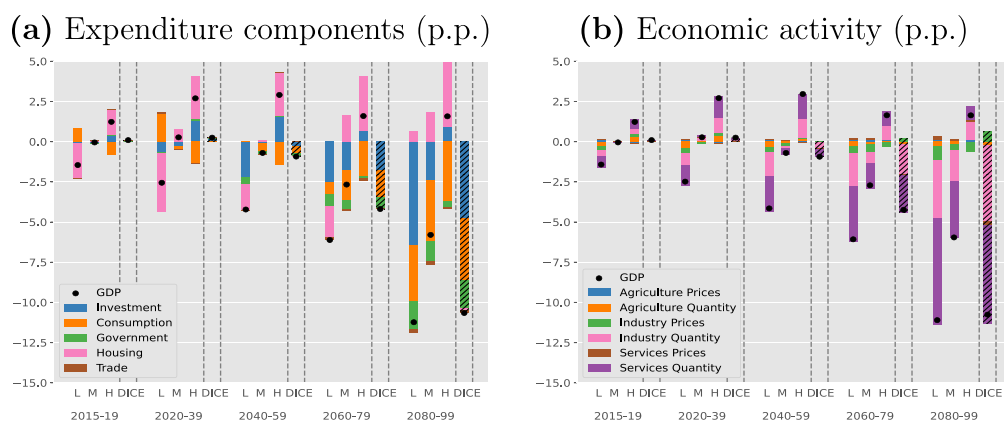 (a) Expenditure components (p.p.)
5.0
2.5
0.0
−2.5
−5.0
−7.5
−10.0
−12.5
−15.0
GDP
Investment
Consumption
Government
Housing
Trade
L M H DICE L M H DICE L M H DICE L M H DICE L M H DICE
2015-19 2020-39 2040-59 2060-79 2080-99
(b) Economic activity (p.p.)
5.0
2.5
0.0
−2.5
−5.0
−7.5
−10.0
−12.5
−15.0
GDP
Agriculture Prices
Agriculture Quantity
Industry Prices
Industry Quantity
Services Prices
Services Quantity
L M H DICE L M H DICE L M H DICE L M H DICE L M H DICE
2015-19 2020-39 2040-59 2060-79 2080-99